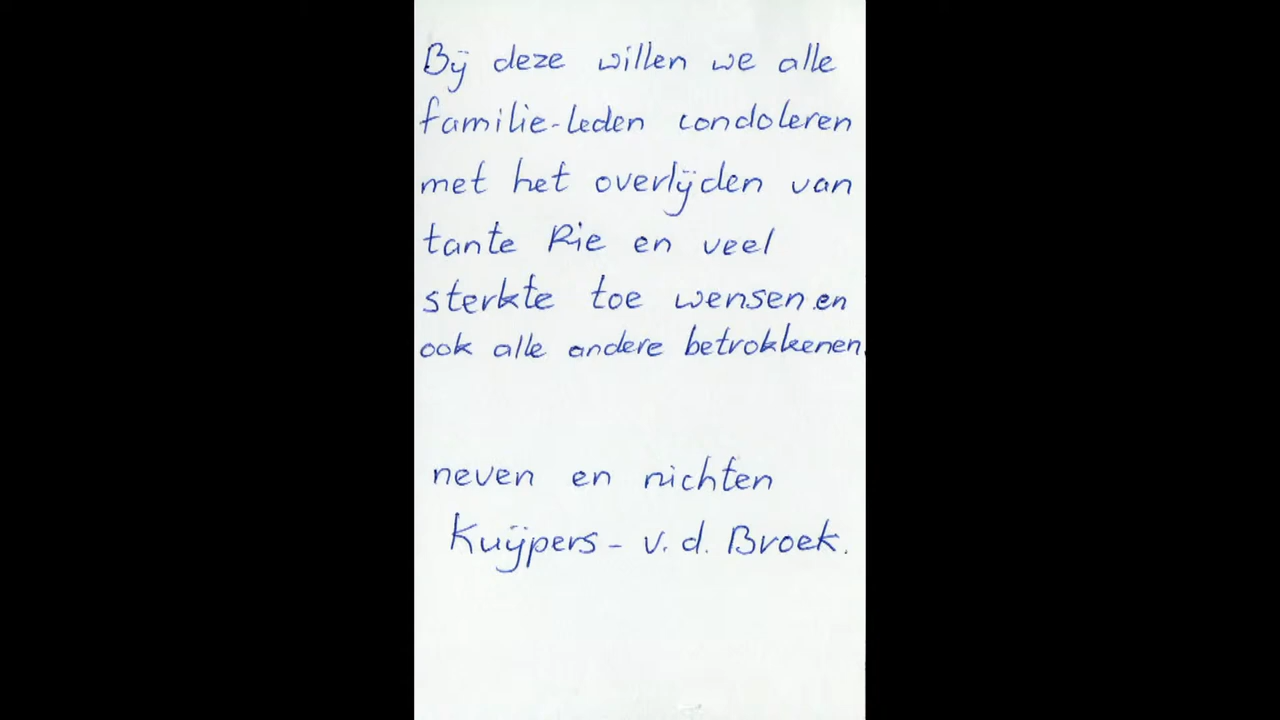 Bij deze willen we alle
familie-leden condoleren
met het overlijden van
tante Rie en veel
sterkte toe wensen en
ook alle andere betrokkenen.
neven en nichten
Kuijpers - v. d. Broek.